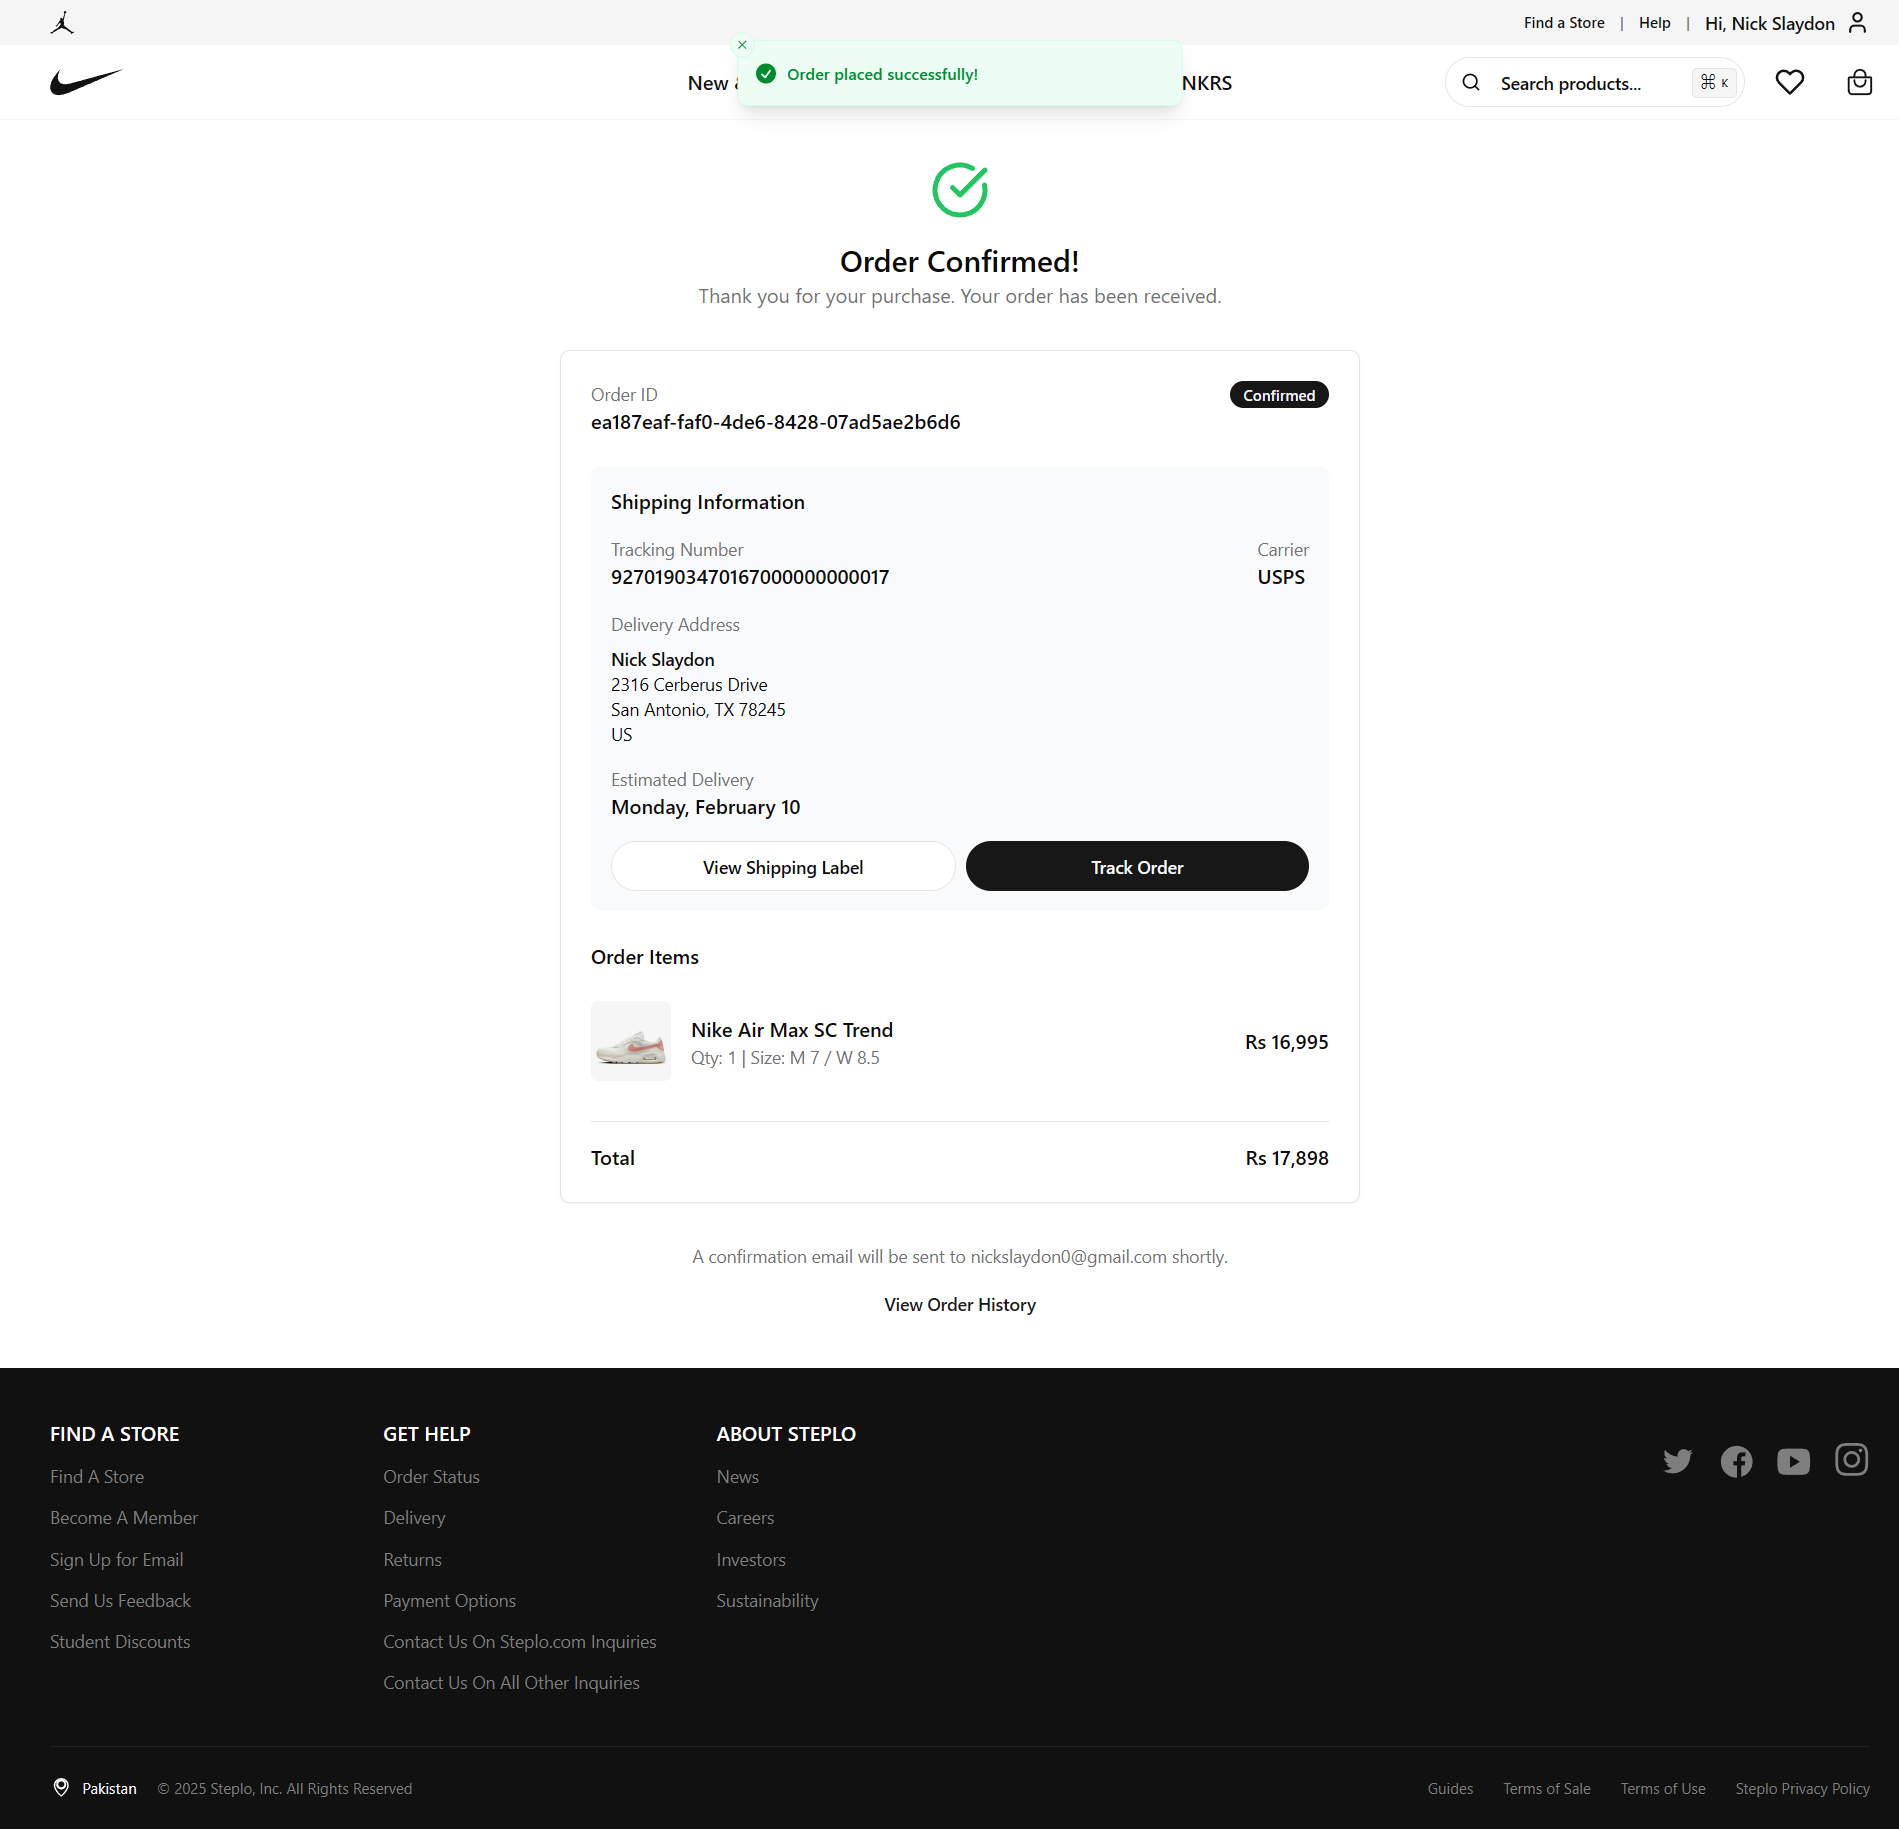 Find a Store | Help | Hi, Nick Slaydon
New
NKRS
Search products...
⌘ K
Order placed successfully!
Order Confirmed!
Thank you for your purchase. Your order has been received.
Order ID
Confirmed
ea187eaf-faf0-4de6-8428-07ad5ae2b6d6
Shipping Information
Tracking Number
Carrier
92701903470167000000000017
USPS
Delivery Address
Nick Slaydon
2316 Cerberus Drive
San Antonio, TX 78245
US
Estimated Delivery
Monday, February 10
View Shipping Label
Track Order
Order Items
Nike Air Max SC Trend
Qty: 1 | Size: M 7 / W 8.5
Rs 16,995
Total
Rs 17,898
A confirmation email will be sent to nickslaydon0@gmail.com shortly.
View Order History
FIND A STORE
Find A Store
Become A Member
Sign Up for Email
Send Us Feedback
Student Discounts
GET HELP
Order Status
Delivery
Returns
Payment Options
Contact Us On Steplo.com Inquiries
Contact Us On All Other Inquiries
ABOUT STEPLO
News
Careers
Investors
Sustainability
Pakistan
© 2025 Steplo, Inc. All Rights Reserved
Guides
Terms of Sale
Terms of Use
Steplo Privacy Policy